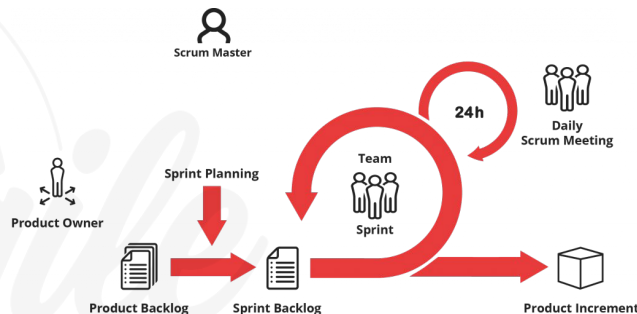 Scrum Master
24h
Daily
Scrum Meeting
Team
Sprint Planning
Sprint
Product Owner
Product Backlog
Sprint Backlog
Product Increment